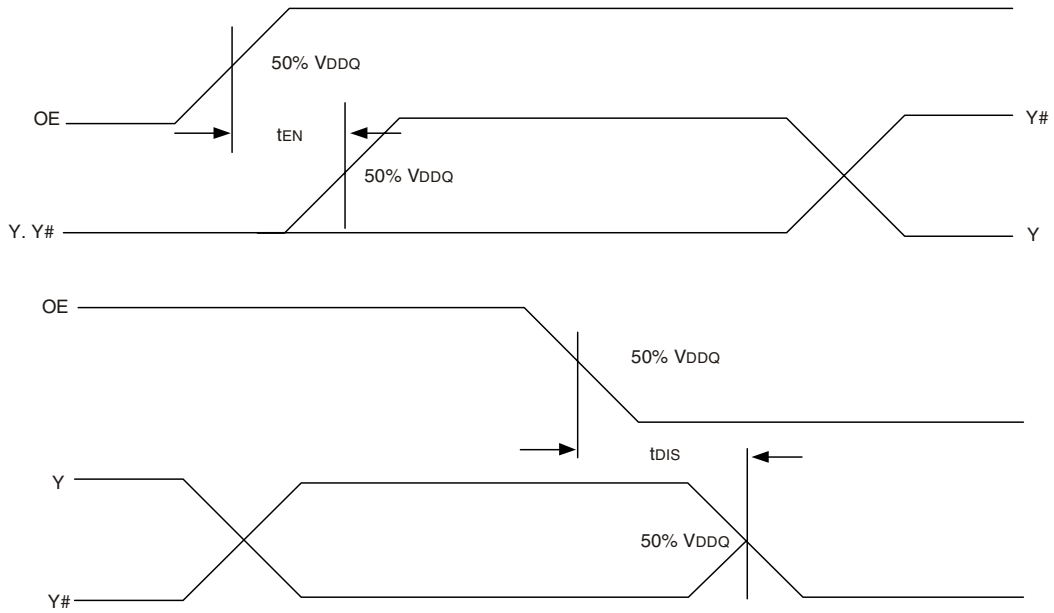 50% VDDQ
OE
tEN
Y#
50% VDDQ
Y, Y#
Y
OE
50% VDDQ
tDIS
Y
50% VDDQ
Y#